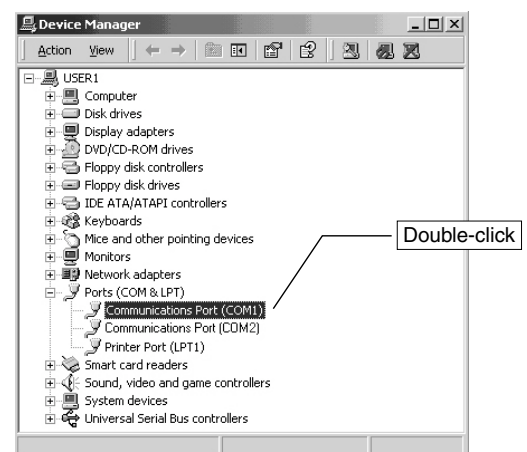 Device Manager
Action View
USER1
Computer
Disk drives
Display adapters
DVD/CD-ROM drives
Floppy disk controllers
Floppy disk drives
IDE ATA/ATAPI controllers
Keyboards
Mice and other pointing devices
Monitors
Network adapters
Ports (COM & LPT)
Communications Port (COM1)
Communications Port (COM2)
Printer Port (LPT1)
Smart card readers
Sound, video and game controllers
System devices
Universal Serial Bus controllers
Double-click